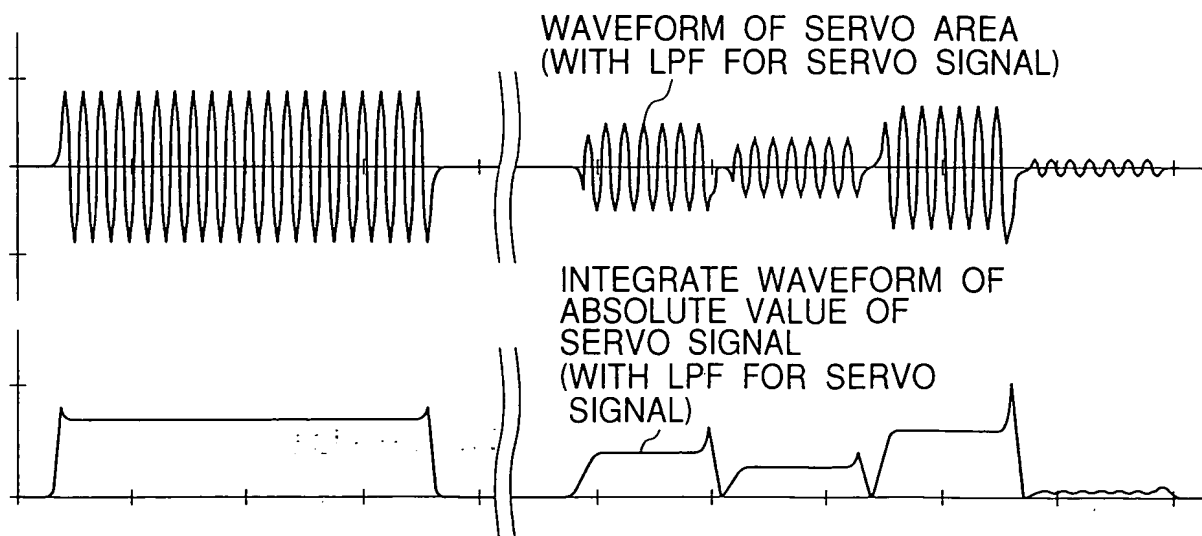 WAVEFORM OF SERVO AREA
(WITH LPF FOR SERVO SIGNAL)
INTEGRATE WAVEFORM OF
ABSOLUTE VALUE OF
SERVO SIGNAL
(WITH LPF FOR SERVO
SIGNAL)